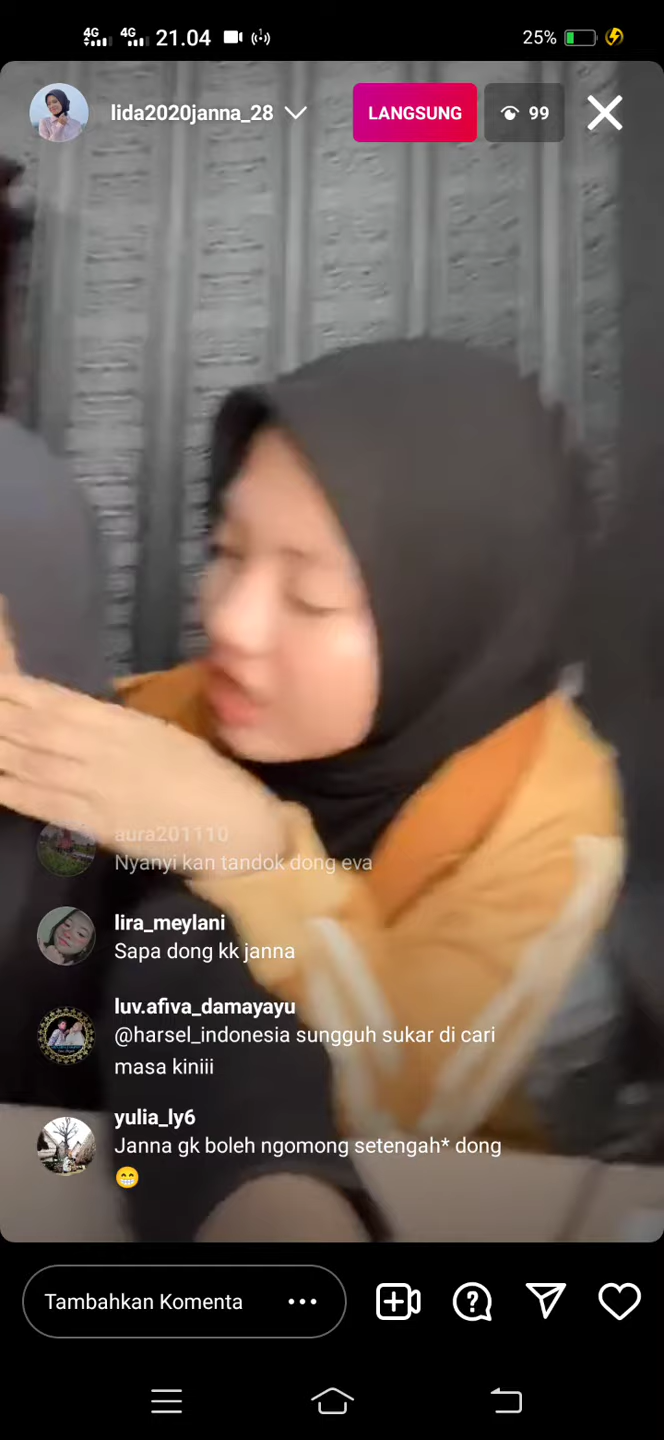 4G 4G 21.04 25%
lida2020janna_28 LANGSUNG 99
aura201110
Nyanyi kan tandok dong eva
lira_meylani
Sapa dong kk janna
luv.afiva_damayayu
@harsel_indonesia sungguh sukar di cari
masa kiniii
yulia_ly6
Janna gk boleh ngomong setengah* dong
😁
Tambahkan Komenta